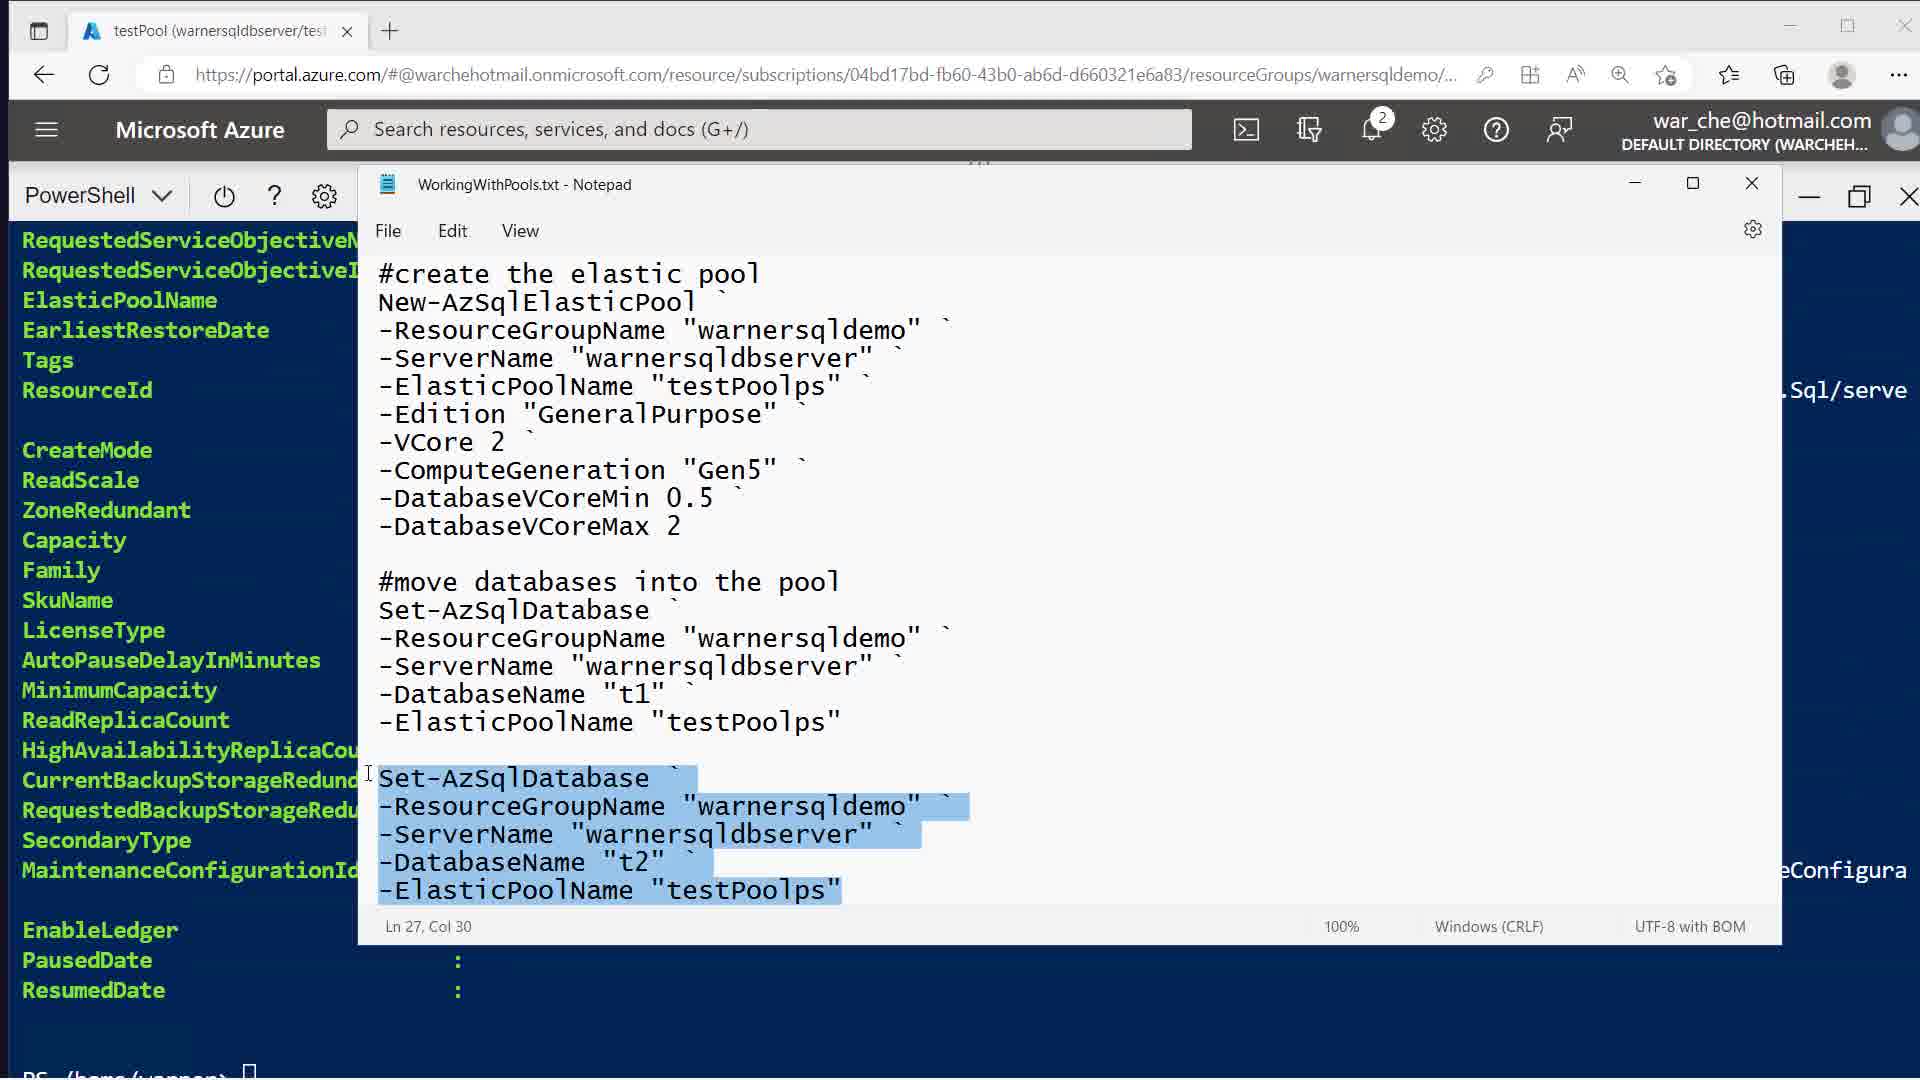 testPool (warnersqldbserver/test
https://portal.azure.com/#@warchehotmail.onmicrosoft.com/resource/subscriptions/04bd17bd-fb60-43b0-ab6d-d660321e6a83/resourceGroups/warnersqldemo/...
Microsoft Azure
Search resources, services, and docs (G+/)
2
war_che@hotmail.com
DEFAULT DIRECTORY (WARCHEH...
PowerShell
WorkingWithPools.txt - Notepad
File Edit View
#create the elastic pool
New-AzSqlElasticPool `
-ResourceGroupName "warnersqldemo" `
-ServerName "warnersqldbserver" `
-ElasticPoolName "testPoolps" `
-Edition "GeneralPurpose" `
-VCore 2 `
-ComputeGeneration "Gen5" `
-DatabaseVCoreMin 0.5 `
-DatabaseVCoreMax 2
#move databases into the pool
Set-AzSqlDatabase `
-ResourceGroupName "warnersqldemo" `
-ServerName "warnersqldbserver" `
-DatabaseName "t1" `
-ElasticPoolName "testPoolps"
Set-AzSqlDatabase `
-ResourceGroupName "warnersqldemo" `
-ServerName "warnersqldbserver" `
-DatabaseName "t2" `
-ElasticPoolName "testPoolps"
Ln 27, Col 30
100%
Windows (CRLF)
UTF-8 with BOM
RequestedServiceObjectiveN
RequestedServiceObjectiveI
ElasticPoolName
EarliestRestoreDate
Tags
ResourceId .Sql/serve
CreateMode
ReadScale
ZoneRedundant
Capacity
Family
SkuName
LicenseType
AutoPauseDelayInMinutes
MinimumCapacity
ReadReplicaCount
HighAvailabilityReplicaCou
CurrentBackupStorageRedund
RequestedBackupStorageRedu
SecondaryType
MaintenanceConfigurationId eConfigura
EnableLedger
PausedDate :
ResumedDate :